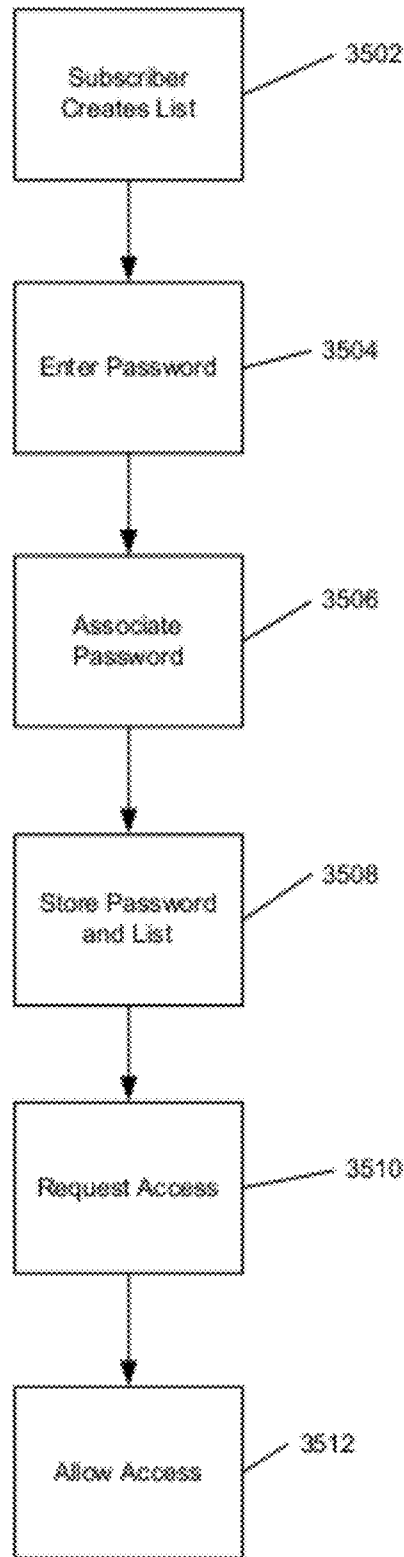 Subscriber
Creates List
3502
Enter Password
3504
Associate
Password
3506
Store Password
and List
3508
Request Access
3510
Allow Access
3512